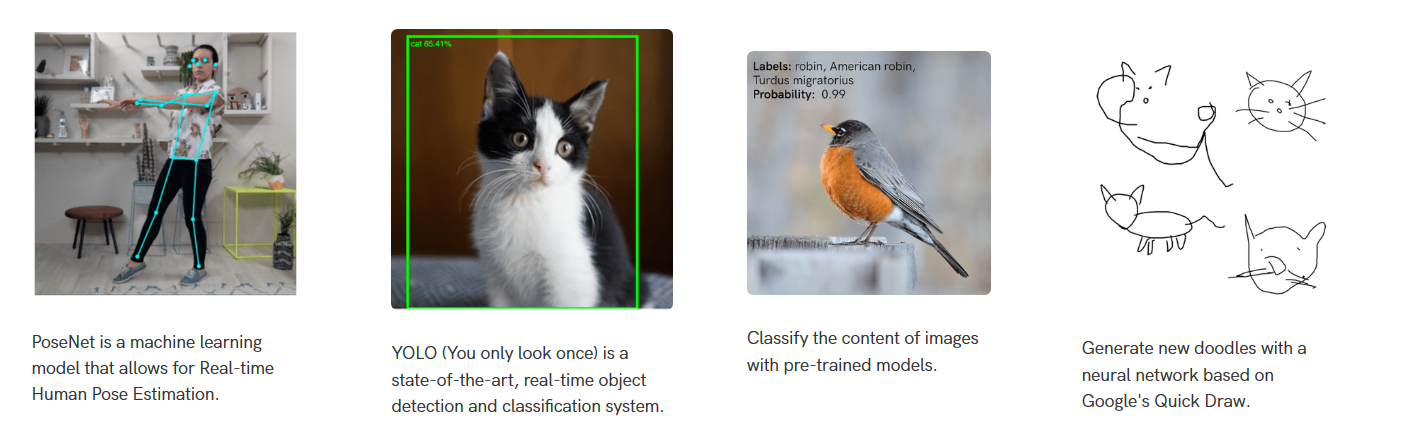 cat 65.41%
Labels: robin, American robin,
Turdus migratorius
Probability: 0.99
PoseNet is a machine learning
model that allows for Real-time
Human Pose Estimation.
YOLO (You only look once) is a
state-of-the-art, real-time object
detection and classification system.
Classify the content of images
with pre-trained models.
Generate new doodles with a
neural network based on
Google's Quick Draw.